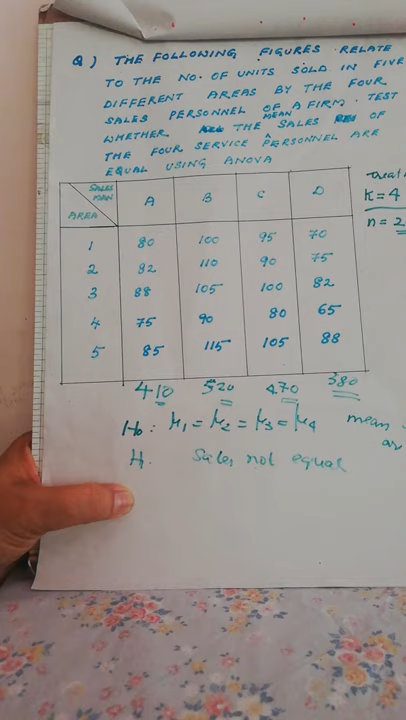 Q) THE FOLLOWING FIGURES RELATE
TO THE NO. OF UNITS SOLD IN FIVE
DIFFERENT AREAS BY THE FOUR
SALES PERSONNEL OF A FIRM. TEST
WHETHER THE MEAN SALES OF
THE FOUR SERVICE PERSONNEL ARE
EQUAL USING ANOVA
SALES MAN AREA A B C D
1 80 100 95 70
2 82 110 90 75
3 88 105 100 82
4 75 90 80 65
5 85 115 105 88
410 520 470 380
K = 4
n = 2
H₀ : μ₁ = μ₂ = μ₃ = μ₄ mean
H. Sales not equal